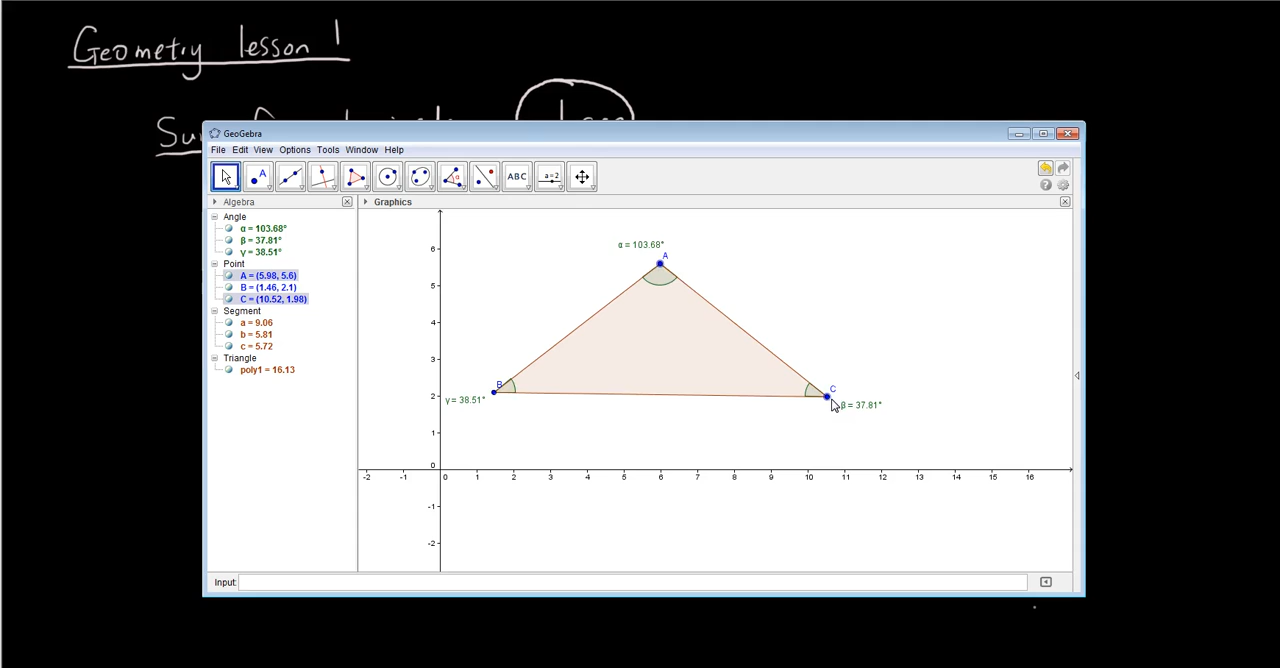 Geometry lesson 1
GeoGebra
File Edit View Options Tools Window Help
A
α
ABC
a = 2
Algebra
Graphics
Angle
α = 103.68°
β = 37.81°
γ = 38.51°
Point
A = (5.98, 5.6)
B = (1.46, 2.1)
C = (10.52, 1.98)
Segment
a = 9.06
b = 5.81
c = 5.72
Triangle
poly1 = 16.13
α = 103.68°
A
B
γ = 38.51°
C
β = 37.81°
6
5
4
3
2
1
0
-2 -1 0 1 2 3 4 5 6 7 8 9 10 11 12 13 14 15 16
-1
-2
Input: